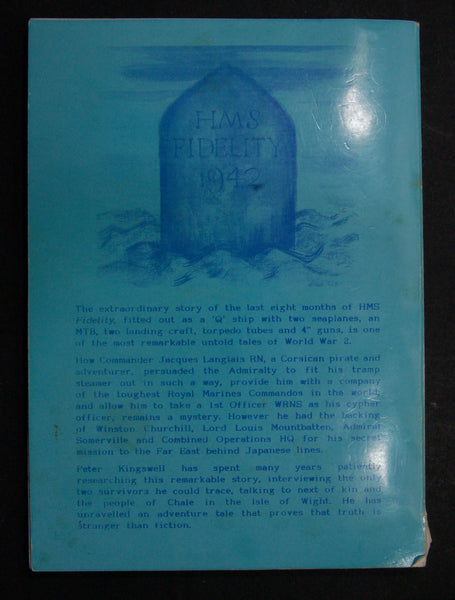 HMS
FIDELITY
1942
The extraordinary story of the last eight months of HMS
Fidelity, fitted out as a 'Q' ship with two seaplanes, an
MTB, two landing craft, torpedo tubes and 4" guns, is one
of the most remarkable untold tales of World War 2.
How Commander Jacques Langlais RN, a Corsican pirate and
adventurer, persuaded the Admiralty to fit his tramp
steamer out in such a way, provide him with a company
of the toughest Royal Marines Commandos in the world,
and allow him to take a 1st Officer WRNS as his cypher
officer, remains a mystery. However he had the backing
of Winston Churchill, Lord Louis Mountbatten, Admiral
Somerville and Combined Operations HQ for his secret
mission to the Far East behind Japanese lines.
Peter Kingswell has spent many years patiently
researching this remarkable story, interviewing the only
two survivors he could trace, talking to next of kin and
the people of Chale in the Isle of Wight. He has
unravelled an adventure tale that proves that truth is
stranger than fiction.